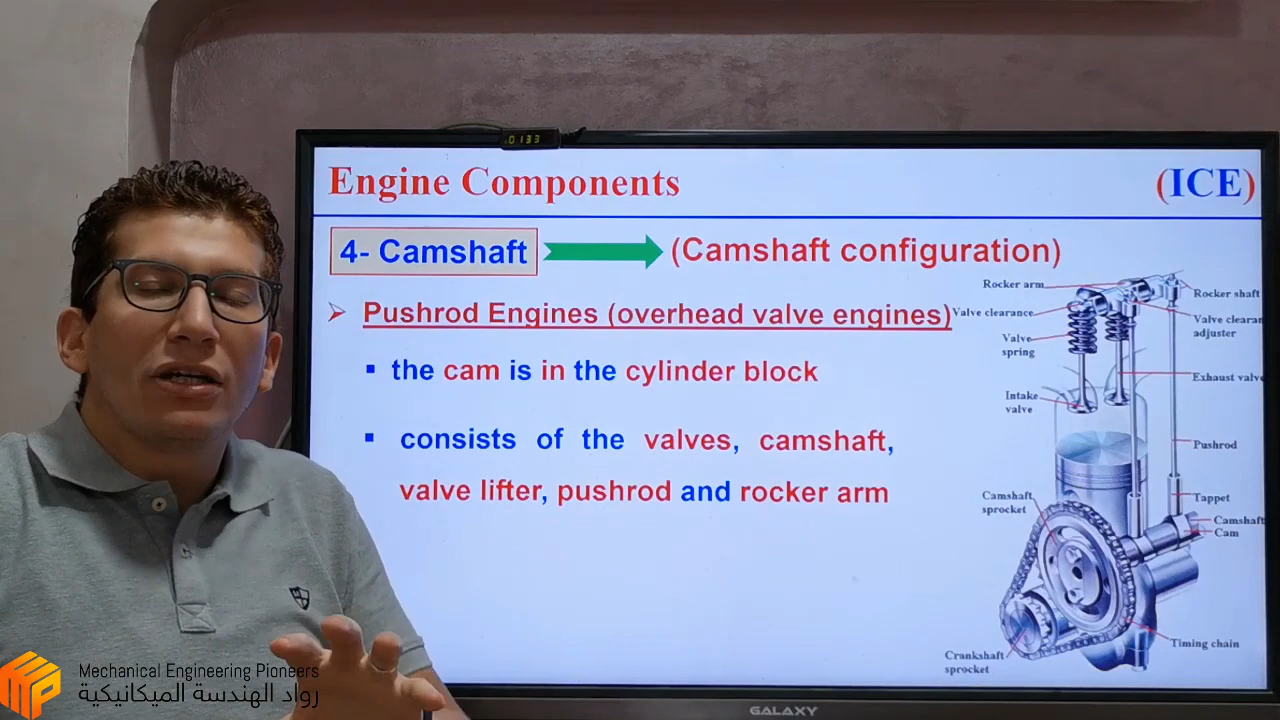 0133
Engine Components
(ICE)
4- Camshaft
(Camshaft configuration)
Pushrod Engines (overhead valve engines)
the cam is in the cylinder block
consists of the valves, camshaft,
valve lifter, pushrod and rocker arm
Rocker arm
Rocker shaft
Valve clearance
Valve clearan
adjuster
Valve
spring
Exhaust valve
Intake
valve
Pushrod
Camshaft
sprocket
Tappet
Camshaft
Cam
Timing chain
Crankshaft
sprocket
GALAXY
Mechanical Engineering Pioneers
رواد الهندسة الميكانيكية